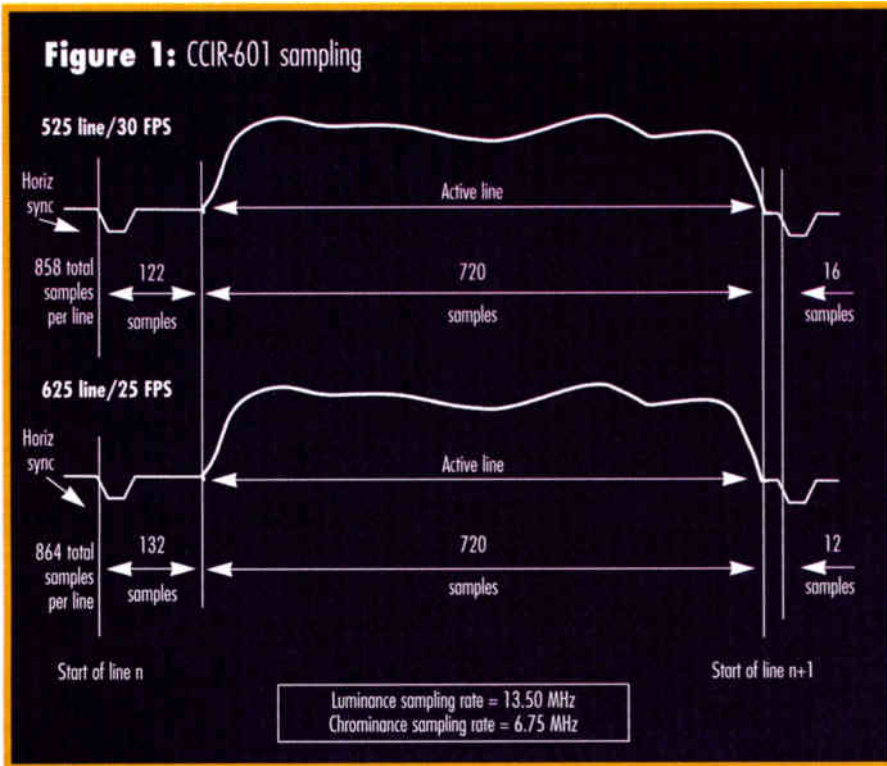 Figure 1: CCIR-601 sampling
525 line/30 FPS
Horiz
sync
Active line
858 total
samples
per line
122
samples
720
samples
16
samples
625 line/25 FPS
Horiz
sync
Active line
864 total
samples
per line
132
samples
720
samples
12
samples
Start of line n
Start of line n+1
Luminance sampling rate = 13.50 MHz
Chrominance sampling rate = 6.75 MHz